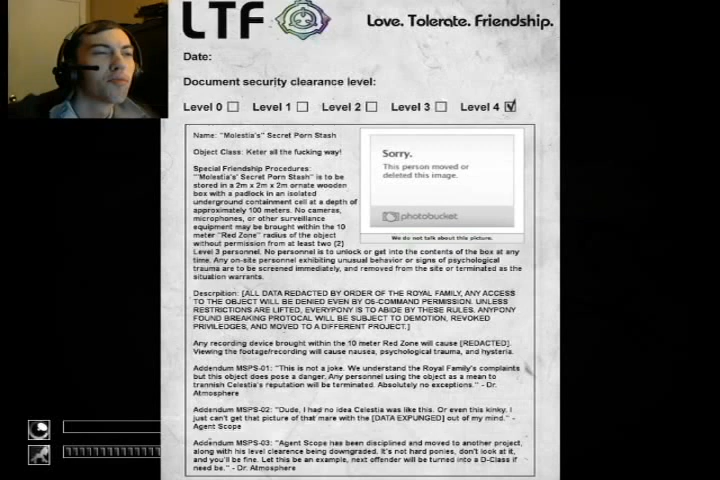 LTF
Love. Tolerate. Friendship.
Date:
Document security clearance level:
Level 0 Level 1 Level 2 Level 3 Level 4
Name: "Molestia's" Secret Porn Stash
Object Class: Keter all the fucking way!
Special Friendship Procedures:
"'Molestia's' Secret Porn Stash" is to be
stored in a 2m x 2m x 2m ornate wooden
box with a padlock in an isolated
underground containment cell at a depth of
approximately 100 meters. No cameras,
microphones, or other surveillance
equipment may be brought within the 10
meter "Red Zone" radius of the object
without permission from at least two (2)
Level 3 personnel. No personnel is to unlock or get into the contents of the box at any
time. Any on-site personnel exhibiting unusual behavior or signs of psychological
trauma are to be screened immediately, and removed from the site or terminated as the
situation warrants.
Sorry.
This person moved or
deleted this image.
photobucket
We do not talk about this picture.
Descrpition: [ALL DATA REDACTED BY ORDER OF THE ROYAL FAMILY, ANY ACCESS
TO THE OBJECT WILL BE DENIED EVEN BY O5-COMMAND PERMISSION. UNLESS
RESTRICTIONS ARE LIFTED, EVERYPONY IS TO ABIDE BY THESE RULES. ANYPONY
FOUND BREAKING PROTOCAL WILL BE SUBJECT TO DEMOTION, REVOKED
PRIVILEDGES, AND MOVED TO A DIFFERENT PROJECT.]
Any recording device brought within the 10 meter Red Zone will cause [REDACTED].
Viewing the footage/recording will cause nausea, psychological trauma, and hysteria.
Addendum MSPS-01: "This is not a joke. We understand the Royal Family's complaints
but this object does pose a danger. Any personnel using the object as a mean to
trannish Celestia's reputation will be terminated. Absolutely no exceptions." - Dr.
Atmosphere
Addendum MSPS-02: "Dude, I had no idea Celestia was like this. Or even this kinky. I
just can't get that picture of that mare with the [DATA EXPUNGED] out of my mind." -
Agent Scope
Addendum MSPS-03: "Agent Scope has been disciplined and moved to another project,
along with his level clearance being downgraded. It's not hard ponies, don't look at it,
and you'll be fine. Let this be an example, next offender will be turned into a D-Class if
need be." - Dr. Atmosphere